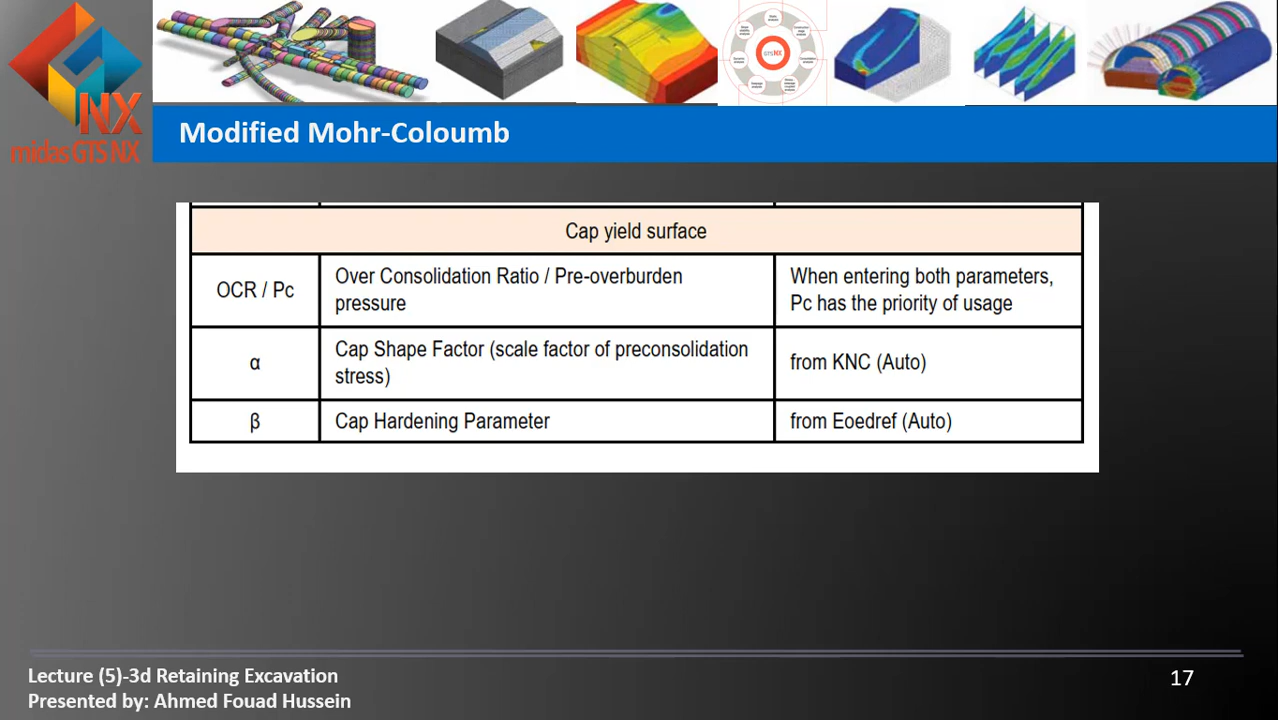 GTS NX
NX
midas GTS NX
Modified Mohr-Coloumb
Cap yield surface
OCR / Pc
Over Consolidation Ratio / Pre-overburden
pressure
When entering both parameters,
Pc has the priority of usage
α
Cap Shape Factor (scale factor of preconsolidation
stress)
from KNC (Auto)
β
Cap Hardening Parameter
from Eoedref (Auto)
Lecture (5)-3d Retaining Excavation
Presented by: Ahmed Fouad Hussein
17